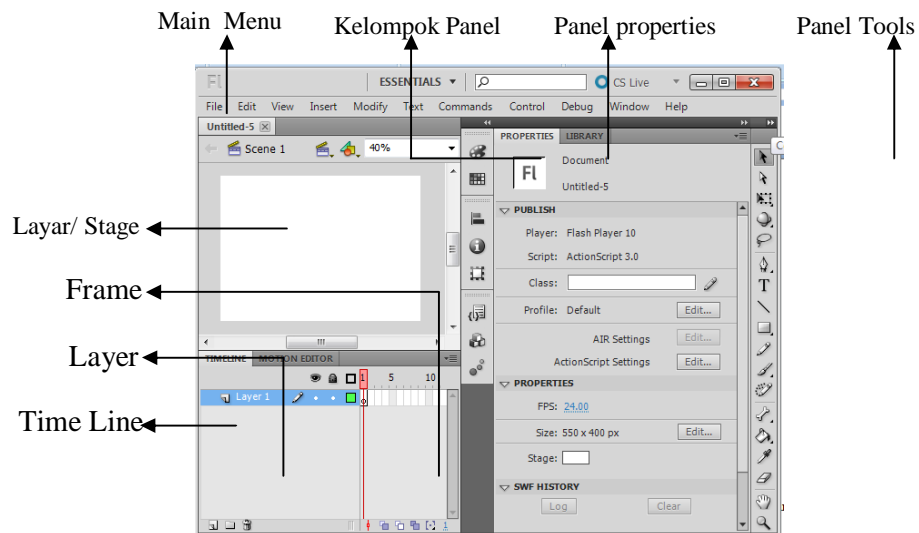 Main Menu
Kelompok Panel
Panel properties
Panel Tools
Fl
ESSENTIALS
CS Live
File Edit View Insert Modify Text Commands Control Debug Window Help
Untitled-5
PROPERTIES LIBRARY
Scene 1
40%
Fl
Document
Untitled-5
Layar/ Stage
PUBLISH
Player: Flash Player 10
Script: ActionScript 3.0
Class:
Profile: Default Edit...
AIR Settings Edit...
ActionScript Settings Edit...
Frame
Layer
Time Line
TIMELINE MOTION EDITOR
1 5 10
Layer 1
PROPERTIES
FPS: 24.00
Size: 550 x 400 px Edit...
Stage:
SWF HISTORY
Log Clear
1
T